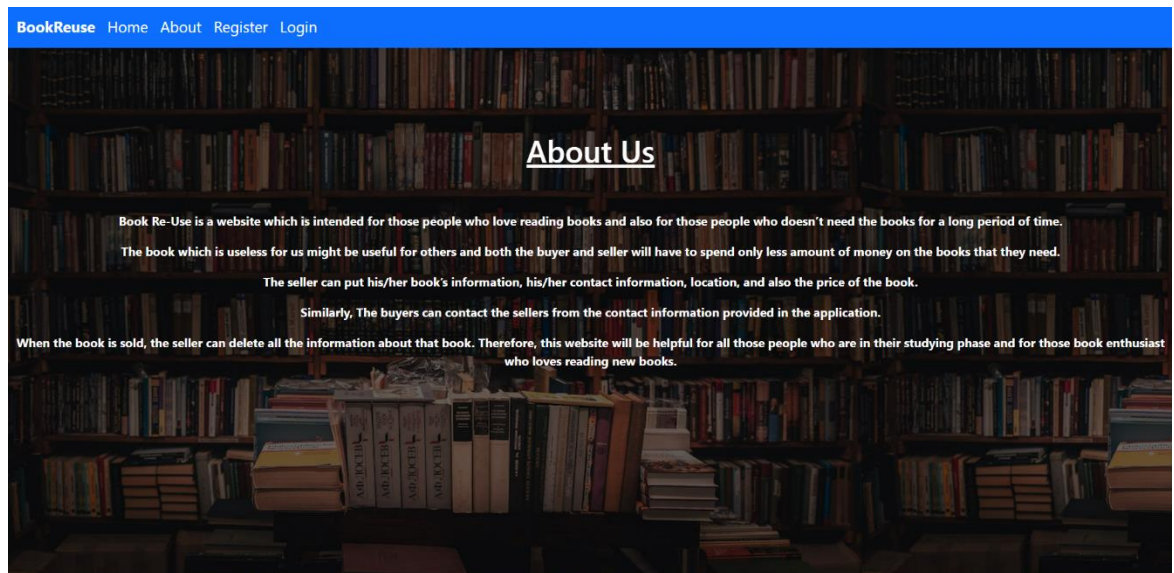 BookReuse Home About Register Login
About Us
Book Re-Use is a website which is intended for those people who love reading books and also for those people who doesn't need the books for a long period of time.
The book which is useless for us might be useful for others and both the buyer and seller will have to spend only less amount of money on the books that they need.
The seller can put his/her book's information, his/her contact information, location, and also the price of the book.
Similarly, The buyers can contact the sellers from the contact information provided in the application.
When the book is sold, the seller can delete all the information about that book. Therefore, this website will be helpful for all those people who are in their studying phase and for those book enthusiast
who loves reading new books.